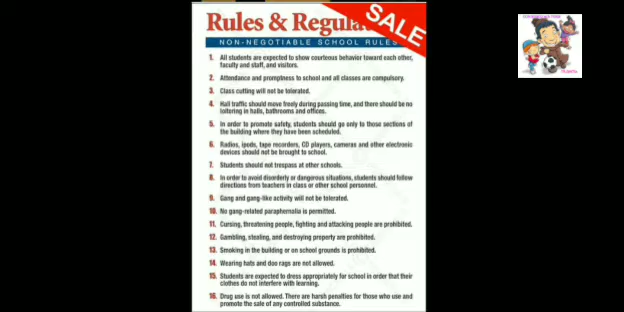 Rules & Regula
SALE
NON-NEGOTIABLE SCHOOL RULES
1. All students are expected to show courteous behavior toward each other,
faculty and staff, and visitors.
2. Attendance and promptness to school and all classes are compulsory.
3. Class cutting will not be tolerated.
4. Hall traffic should move freely during passing time, and there should be no
loitering in halls, bathrooms and offices.
5. In order to promote safety, students should go only to those sections of
the building where they have been scheduled.
6. Radios, ipods, tape recorders, CD players, cameras and other electronic
devices should not be brought to school.
7. Students should not trespass at other schools.
8. In order to avoid disorderly or dangerous situations, students should follow
directions from teachers in class or other school personnel.
9. Gang and gang-like activity will not be tolerated.
10. No gang-related paraphernalia is permitted.
11. Cursing, threatening people, fighting and attacking people are prohibited.
12. Gambling, stealing, and destroying property are prohibited.
13. Smoking in the building or on school grounds is prohibited.
14. Wearing hats and doo rags are not allowed.
15. Students are expected to dress appropriately for school in order that their
clothes do not interfere with learning.
16. Drug use is not allowed. There are harsh penalties for those who use and
promote the sale of any controlled substance.